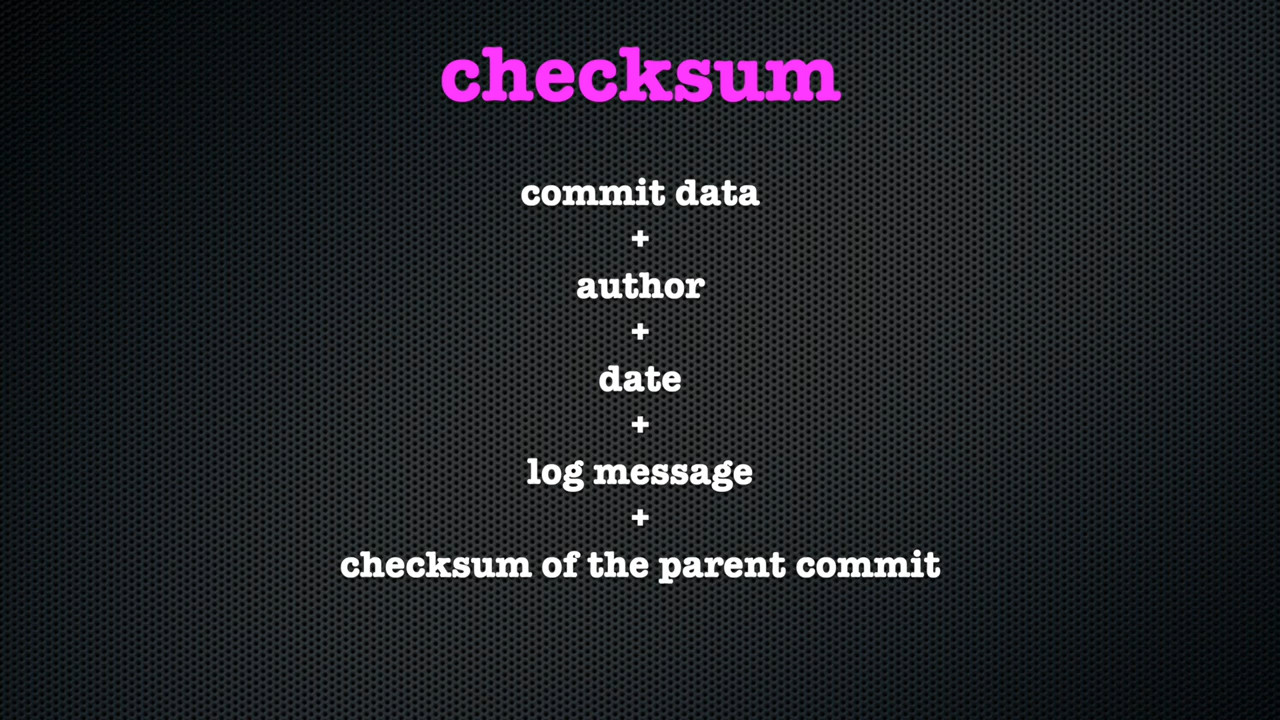 checksum
commit data
+
author
+
date
+
log message
+
checksum of the parent commit